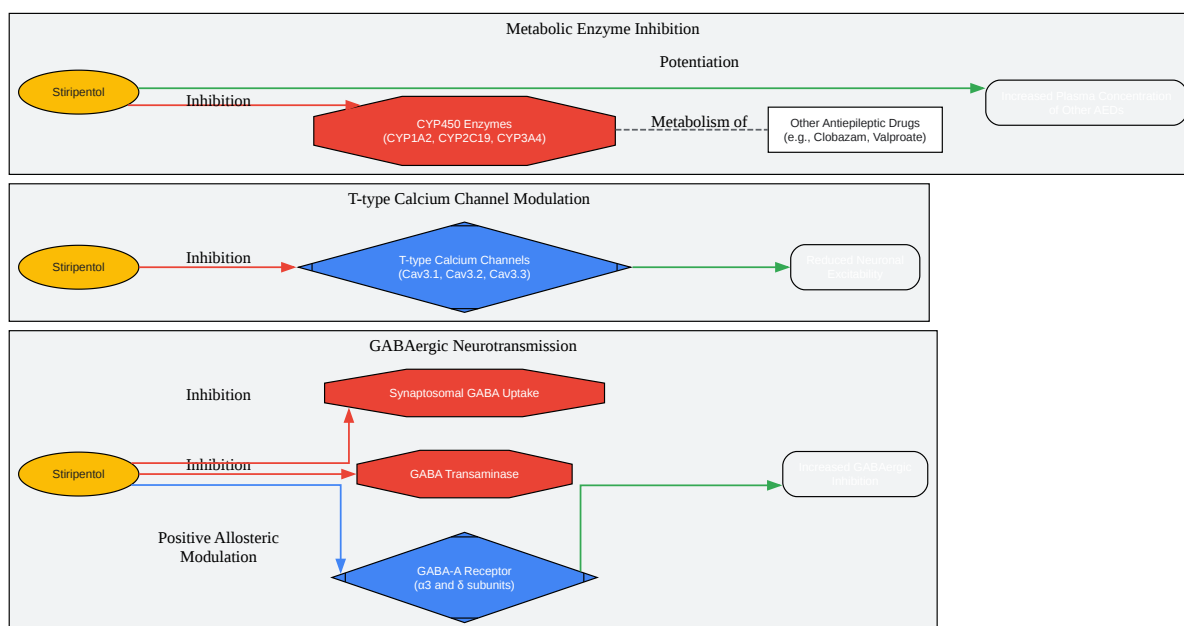 Metabolic Enzyme Inhibition
Potentiation
Stiripentol
Inhibition
CYP450 Enzymes
(CYP1A2, CYP2C19, CYP3A4)
Metabolism of
Other Antiepileptic Drugs
(e.g., Clobazam, Valproate)
Increased Plasma Concentration
of Other AEDs
T-type Calcium Channel Modulation
Stiripentol
Inhibition
T-type Calcium Channels
(Cav3.1, Cav3.2, Cav3.3)
Reduced Neuronal
Excitability
GABAergic Neurotransmission
Inhibition
Synaptosomal GABA Uptake
Stiripentol
Inhibition
GABA Transaminase
Increased GABAergic
Inhibition
Positive Allosteric
Modulation
GABA-A Receptor
(α3 and δ subunits)